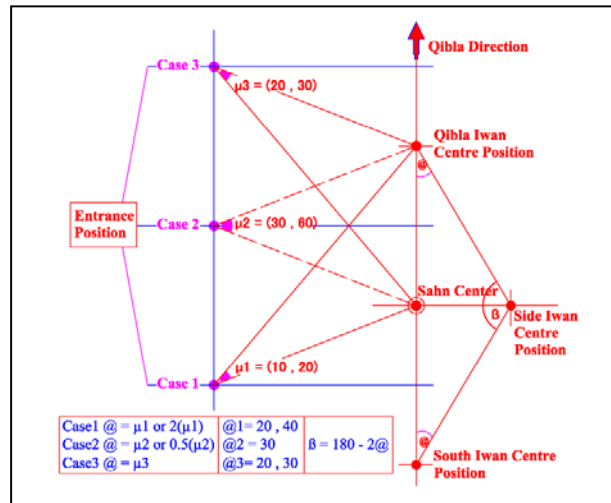 Qibla Direction
Case 3
µ3 = (20 , 30)
Qibla Iwan
Centre Position
@
Entrance
Position
Case 2
µ2 = (30 , 60)
Sahn Center
ß
Side Iwan
Centre
Position
µ1 = (10 , 20)
Case 1
Case1 @ = µ1 or 2(µ1)
@1= 20 , 40
Case2 @ = µ2 or 0.5(µ2)
@2 = 30
ß = 180 - 2@
Case3 @ = µ3
@3= 20 , 30
@
South Iwan Centre
Position